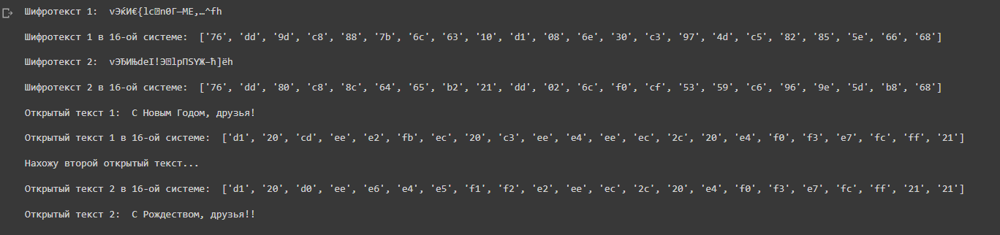 Шифротекст 1:  vЭќИ€{lc□n0Г—МЕ‚…^fh
Шифротекст 1 в 16-ой системе:  ['76', 'dd', '9d', 'c8', '88', '7b', '6c', '63', '10', 'd1', '08', '6e', '30', 'c3', '97', '4d', 'c5', '82', '85', '5e', '66', '68']
Шифротекст 2:  vЭЂИЊdeІ!Э□lрПSYЖ–ћ]ёh
Шифротекст 2 в 16-ой системе:  ['76', 'dd', '80', 'c8', '8c', '64', '65', 'b2', '21', 'dd', '02', '6c', 'f0', 'cf', '53', '59', 'c6', '96', '9e', '5d', 'b8', '68']
Открытый текст 1:  С Новым Годом, друзья!
Открытый текст 1 в 16-ой системе:  ['d1', '20', 'cd', 'ee', 'e2', 'fb', 'ec', '20', 'c3', 'ee', 'e4', 'ee', 'ec', '2c', '20', 'e4', 'f0', 'f3', 'e7', 'fc', 'ff', '21']
Нахожу второй открытый текст...
Открытый текст 2 в 16-ой системе:  ['d1', '20', 'd0', 'ee', 'e6', 'e4', 'e5', 'f1', 'f2', 'e2', 'ee', 'ec', '2c', '20', 'e4', 'f0', 'f3', 'e7', 'fc', 'ff', '21', '21']
Открытый текст 2:  С Рождеством, друзья!!